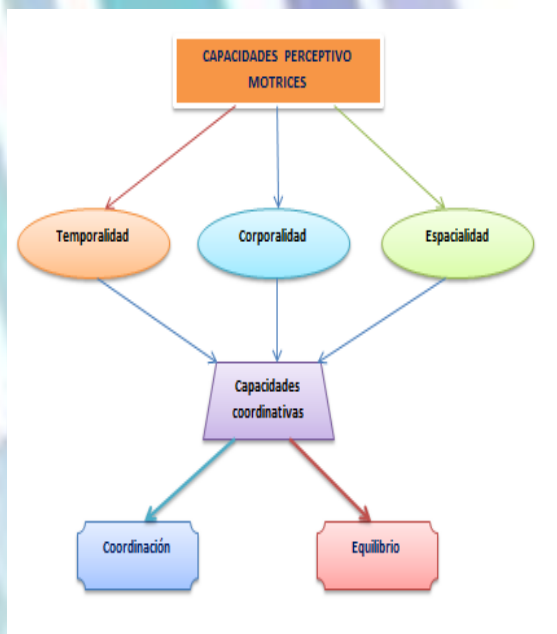 CAPACIDADES PERCEPTIVO
MOTRICES
Temporalidad
Corporalidad
Espacialidad
Capacidades
coordinativas
Coordinación
Equilibrio